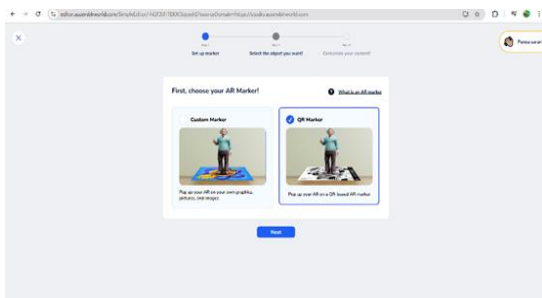 Set up marker
Select the object you want!
Customize your content!
First, choose your AR Marker!
What is an AR marker
Custom Marker
QR Marker
Pop up your AR on your own graphics, pictures, and images
Pop up your AR on a QR-based AR marker
Next